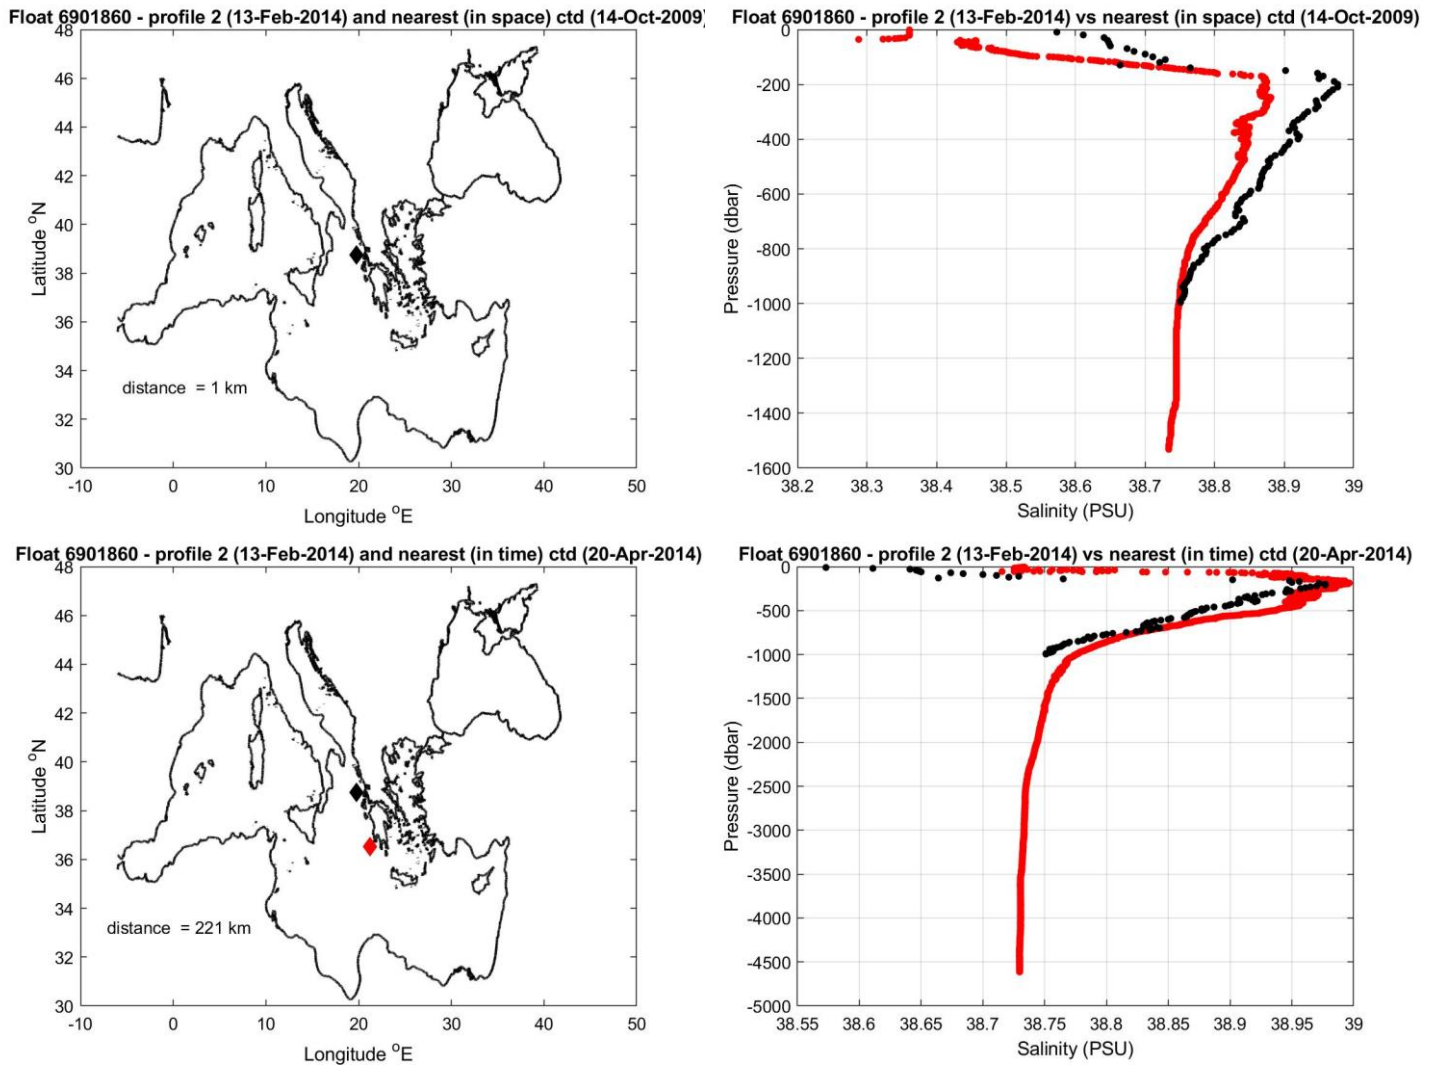 Float 6901860 - profile 2 (13-Feb-2014) and nearest (in space) ctd (14-Oct-2009)
48
46
44
42
40
38
36
34
32
30
Latitude °N
distance = 1 km
-10 0 10 20 30 40 50
Longitude °E
Float 6901860 - profile 2 (13-Feb-2014) vs nearest (in space) ctd (14-Oct-2009)
0
-200
-400
-600
-800
-1000
-1200
-1400
-1600
Pressure (dbar)
38.2 38.3 38.4 38.5 38.6 38.7 38.8 38.9 39
Salinity (PSU)
Float 6901860 - profile 2 (13-Feb-2014) and nearest (in time) ctd (20-Apr-2014)
48
46
44
42
40
38
36
34
32
30
Latitude °N
distance = 221 km
-10 0 10 20 30 40 50
Longitude °E
Float 6901860 - profile 2 (13-Feb-2014) vs nearest (in time) ctd (20-Apr-2014)
0
-500
-1000
-1500
-2000
-2500
-3000
-3500
-4000
-4500
-5000
Pressure (dbar)
38.55 38.6 38.65 38.7 38.75 38.8 38.85 38.9 38.95 39
Salinity (PSU)